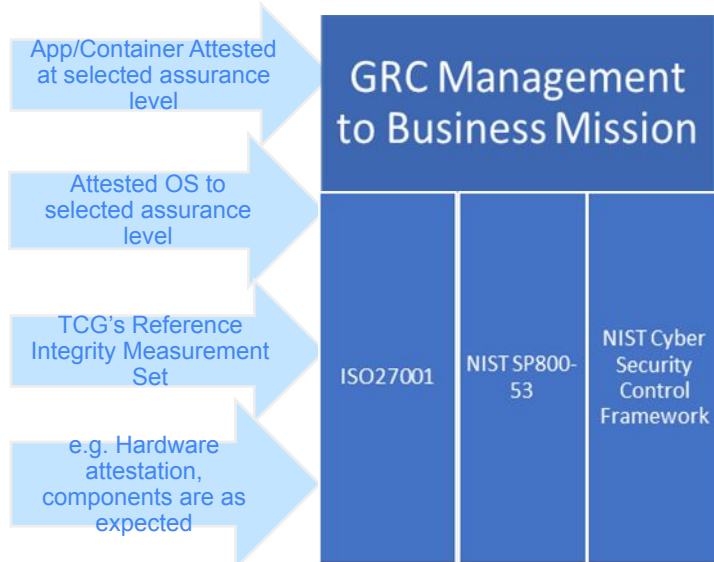 App/Container Attested
at selected assurance
level
Attested OS to
selected assurance
level
TCG's Reference
Integrity Measurement
Set
e.g. Hardware
attestation,
components are as
expected
GRC Management
to Business Mission
ISO27001
NIST SP800-
53
NIST Cyber
Security
Control
Framework